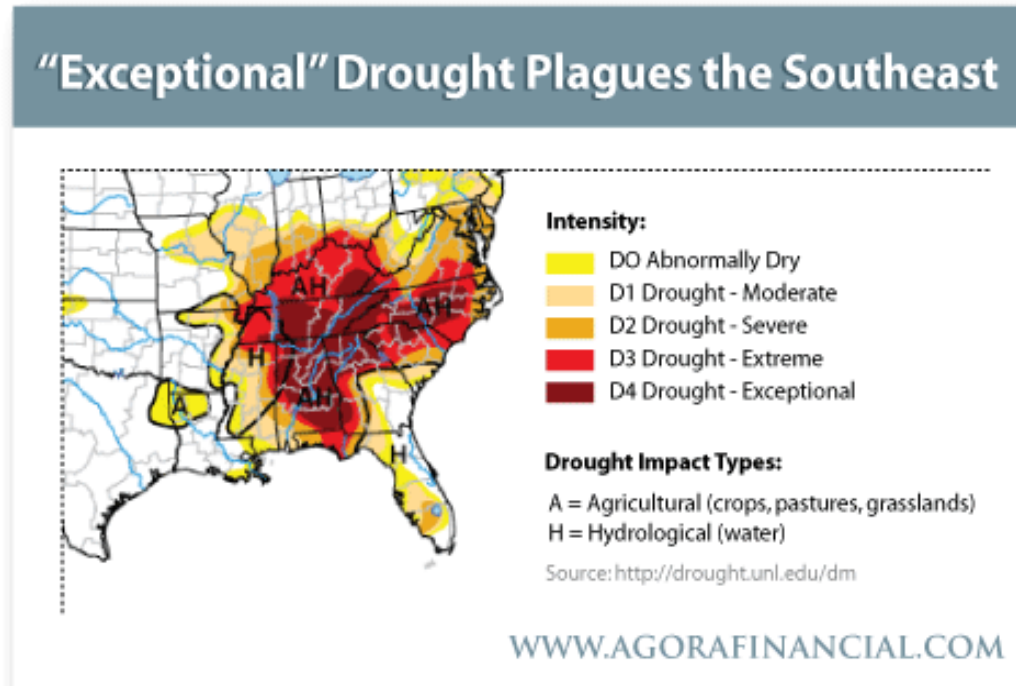 “Exceptional” Drought Plagues the Southeast
Intensity:
DO Abnormally Dry
D1 Drought - Moderate
D2 Drought - Severe
D3 Drought - Extreme
D4 Drought - Exceptional
AH
AH
H
AH
A
H
Drought Impact Types:
A = Agricultural (crops, pastures, grasslands)
H = Hydrological (water)
Source: http://drought.unl.edu/dm
WWW.AGORAFINANCIAL.COM